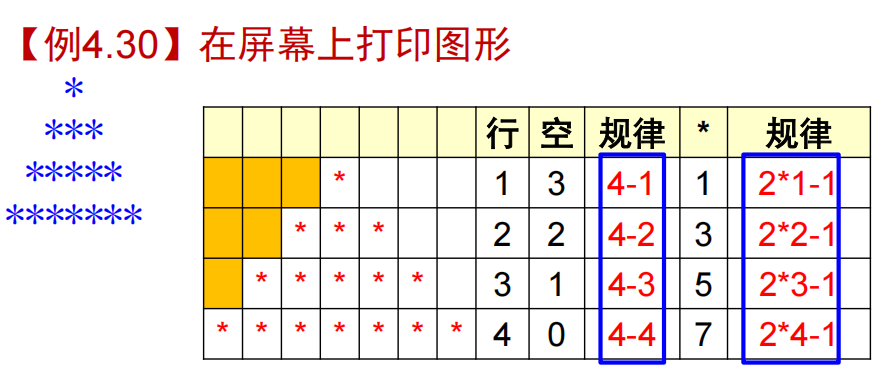 【例4.30】在屏幕上打印图形
*
***
*****
*******
行 空 规律 * 规律
* 1 3 4-1 1 2*1-1
* * * 2 2 4-2 3 2*2-1
* * * * * 3 1 4-3 5 2*3-1
* * * * * * * 4 0 4-4 7 2*4-1